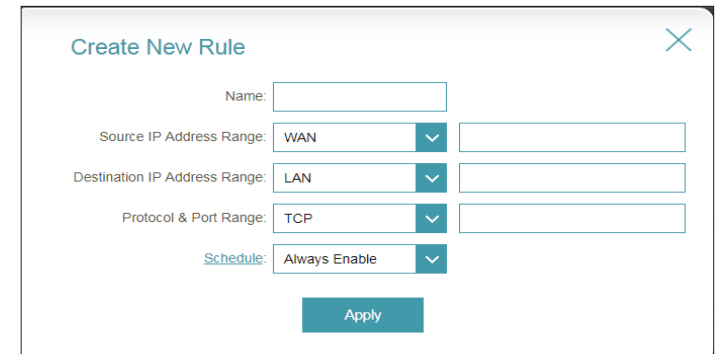 Create New Rule
Name:
Source IP Address Range: WAN
Destination IP Address Range: LAN
Protocol & Port Range: TCP
Schedule: Always Enable
Apply